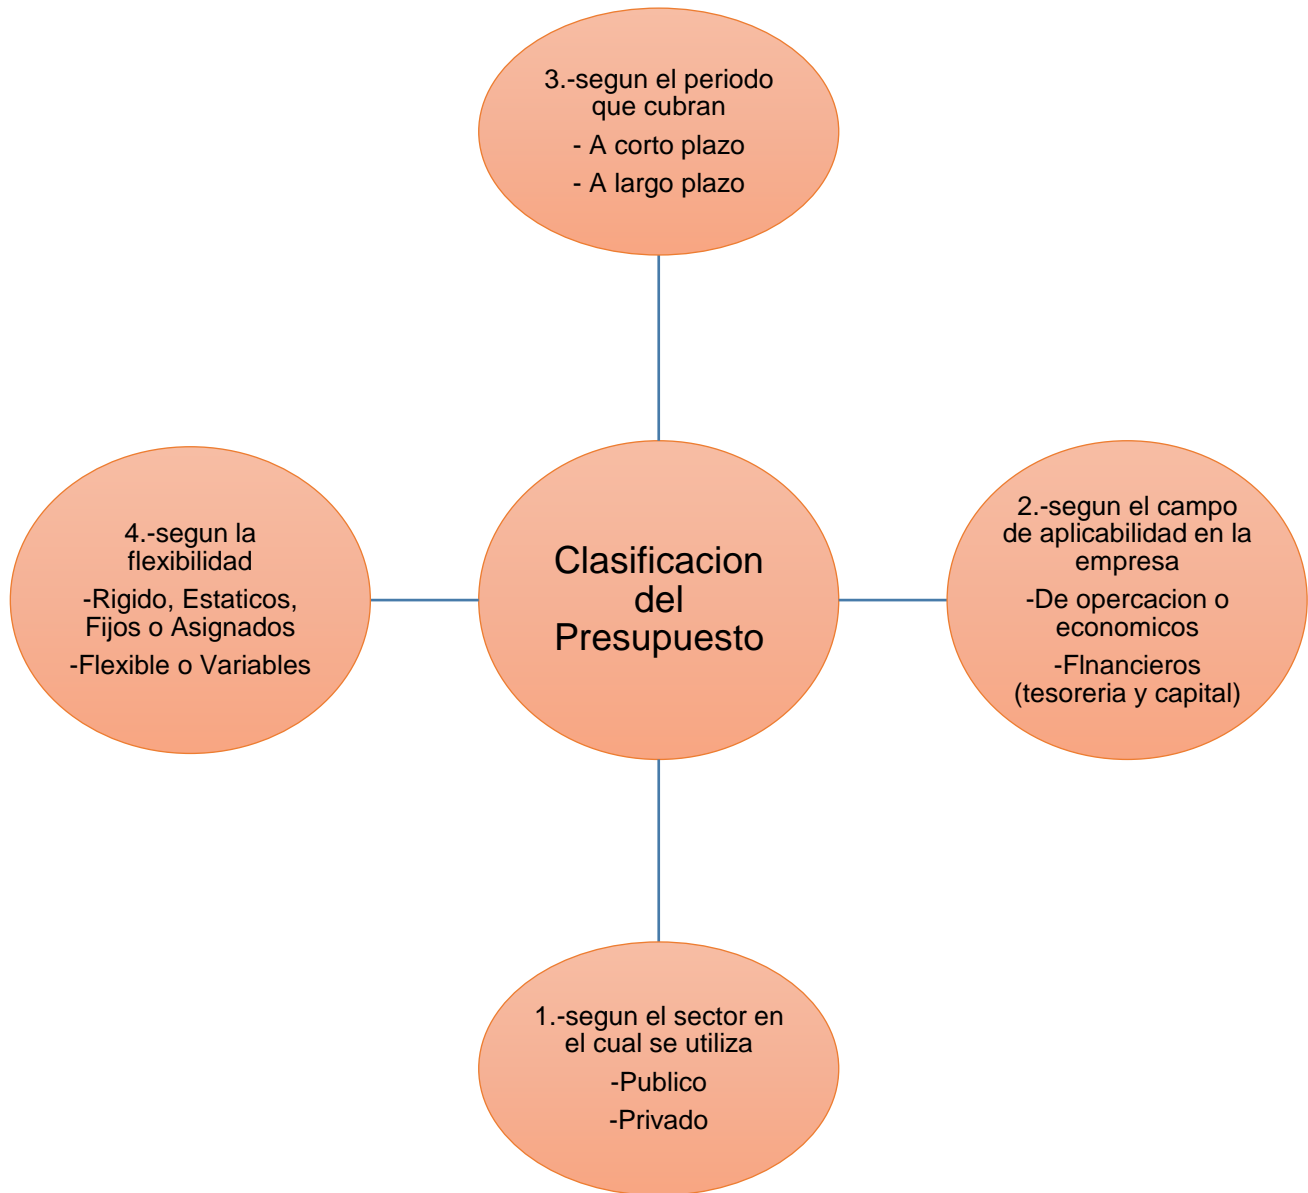 3.-segun el periodo
que cubran
- A corto plazo
- A largo plazo
4.-segun la
flexibilidad
-Rigido, Estaticos,
Fijos o Asignados
-Flexible o Variables
Clasificacion
del
Presupuesto
2.-segun el campo
de aplicabilidad en la
empresa
-De opercacion o
economicos
-FInancieros
(tesoreria y capital)
1.-segun el sector en
el cual se utiliza
-Publico
-Privado